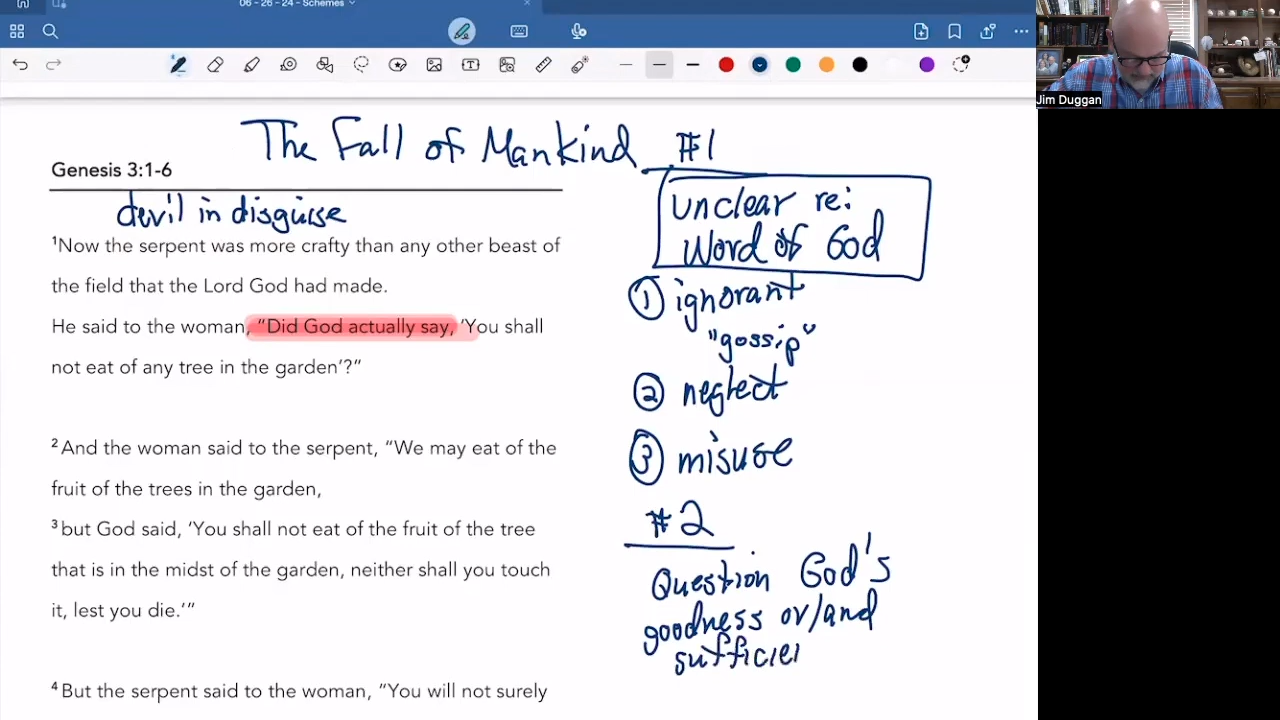 06 - 26 - 24 - Schemes
Jim Duggan
The Fall of Mankind
Genesis 3:1-6
devil in disguise
1Now the serpent was more crafty than any other beast of
the field that the Lord God had made.
He said to the woman, “Did God actually say, ‘You shall
not eat of any tree in the garden’?”
2And the woman said to the serpent, “We may eat of the
fruit of the trees in the garden,
3but God said, ‘You shall not eat of the fruit of the tree
that is in the midst of the garden, neither shall you touch
it, lest you die.’”
4But the serpent said to the woman, “You will not surely
#1
unclear re:
Word of God
1 ignorant
"gossip"
2 neglect
3 misuse
#2
Question God's
goodness or/and
sufficien